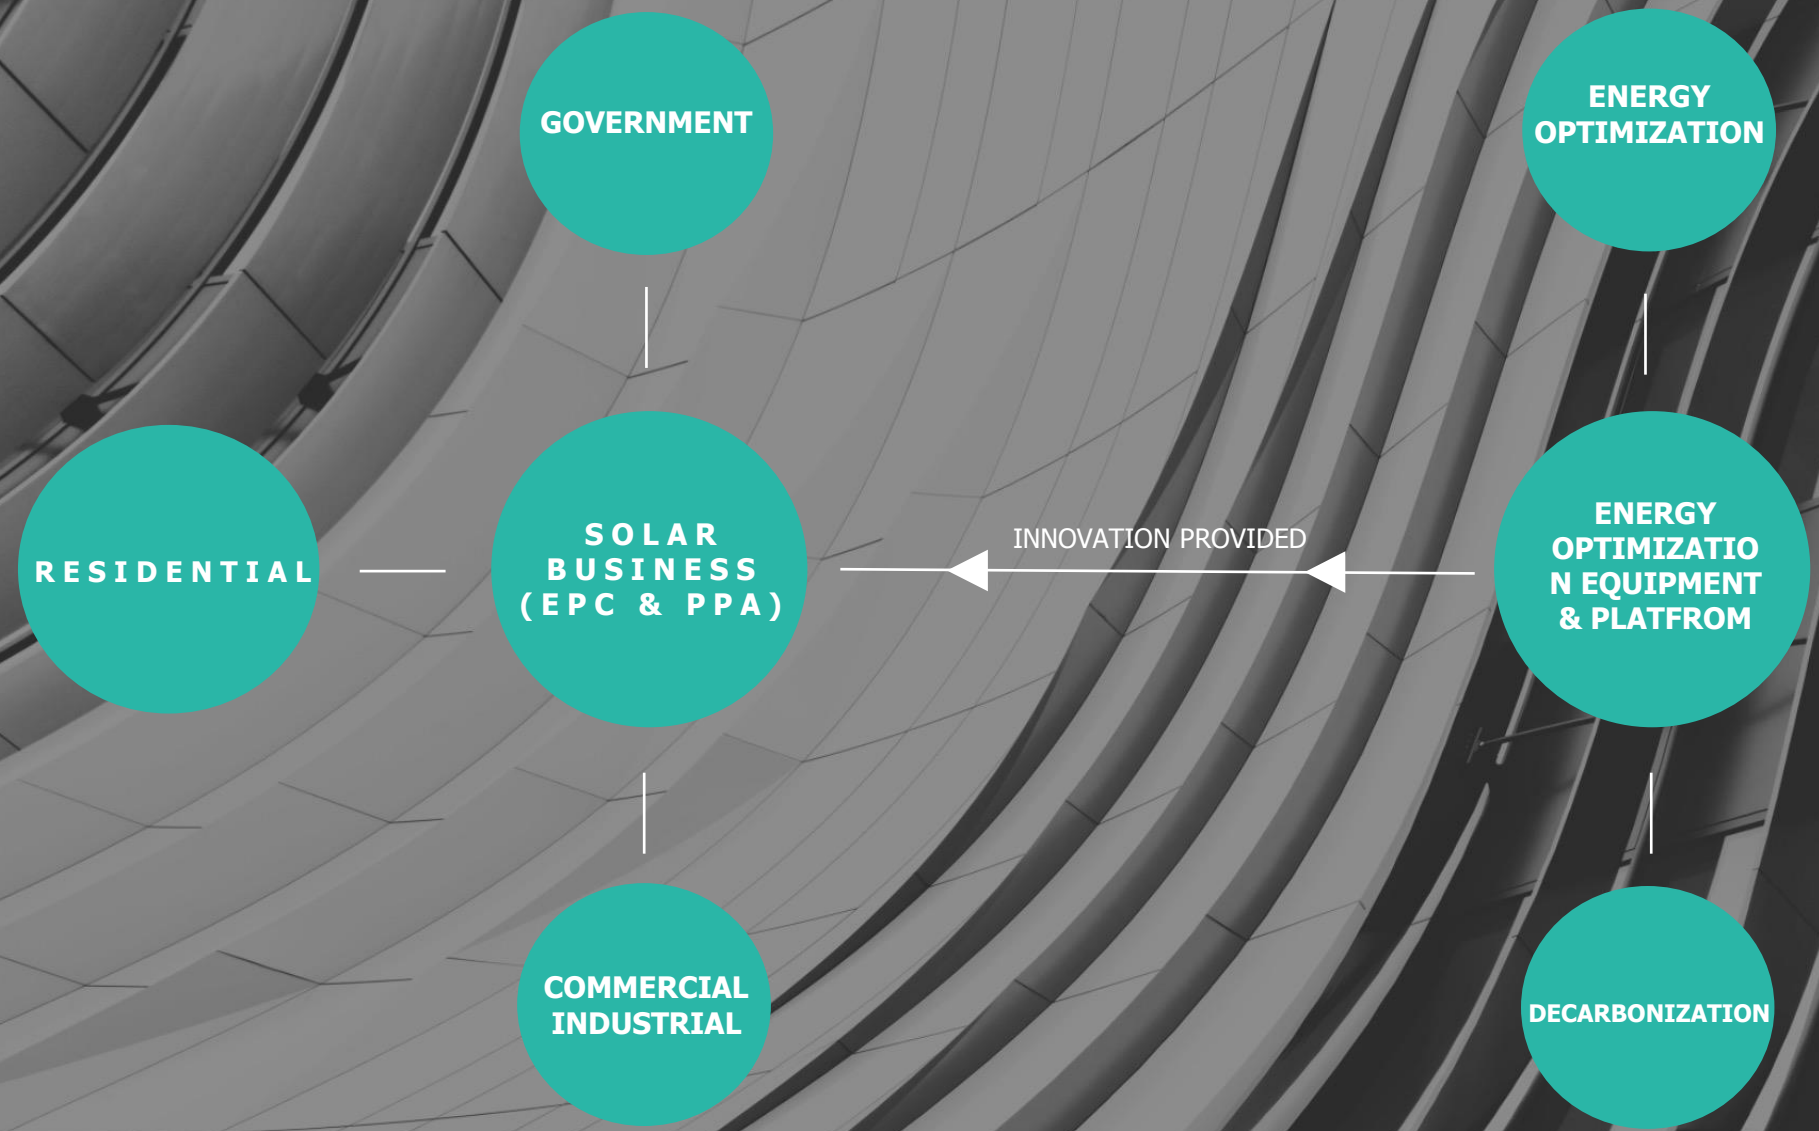 GOVERNMENT
ENERGY
OPTIMIZATION
RESIDENTIAL
SOLAR
BUSINESS
(EPC & PPA)
INNOVATION PROVIDED
ENERGY
OPTIMIZATIO
N EQUIPMENT
& PLATFROM
COMMERCIAL
INDUSTRIAL
DECARBONIZATION